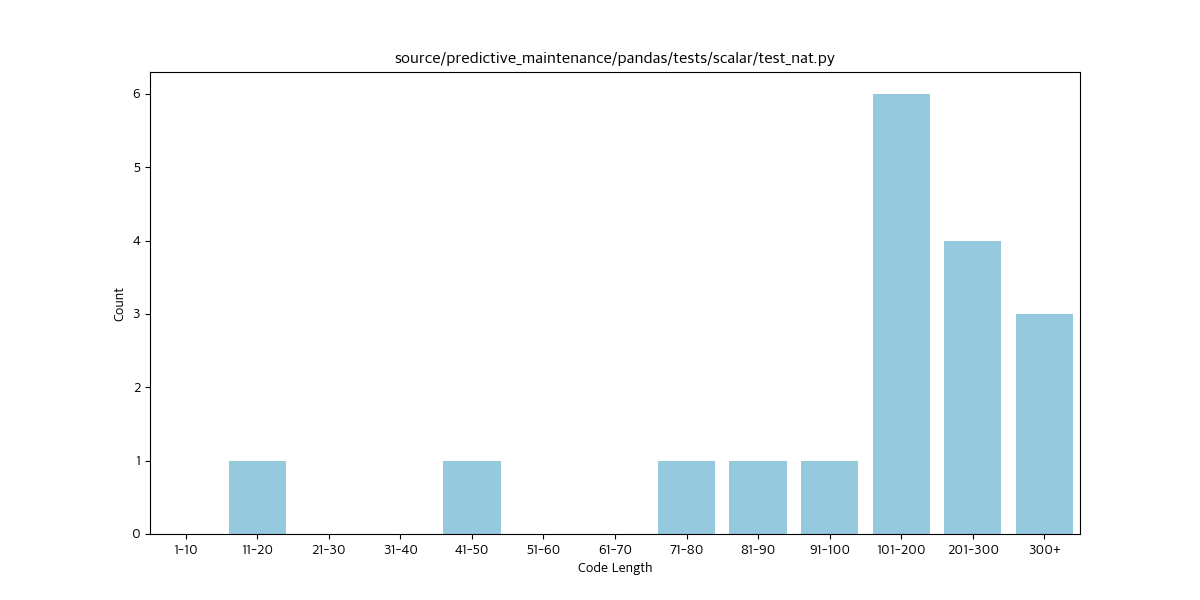 source/predictive_maintenance/pandas/tests/scalar/test_nat.py
6
5
4
3
2
1
0
Count
1-10 11-20 21-30 31-40 41-50 51-60 61-70 71-80 81-90 91-100 101-200 201-300 300+
Code Length